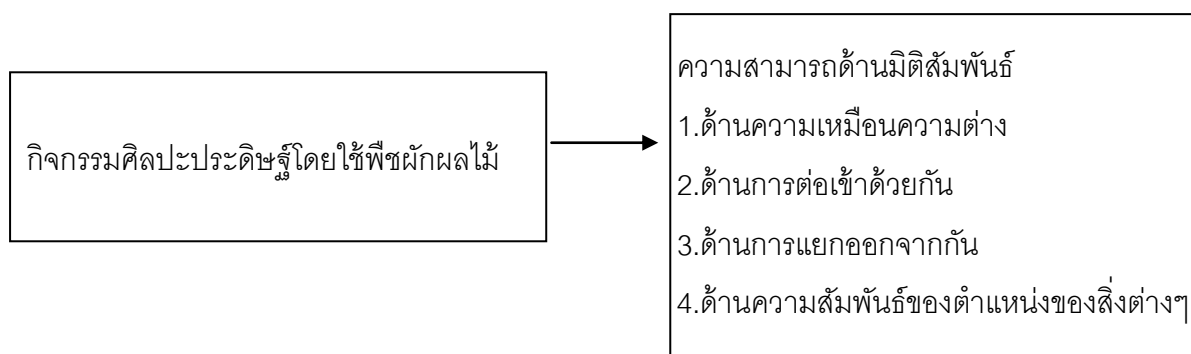 กิจกรรมศิลปะประดิษฐ์โดยใช้พืชผักผลไม้
ความสามารถด้านมิติสัมพันธ์
1.ด้านความเหมือนความต่าง
2.ด้านการต่อเข้าด้วยกัน
3.ด้านการแยกออกจากกัน
4.ด้านความสัมพันธ์ของตำแหน่งของสิ่งต่างๆ